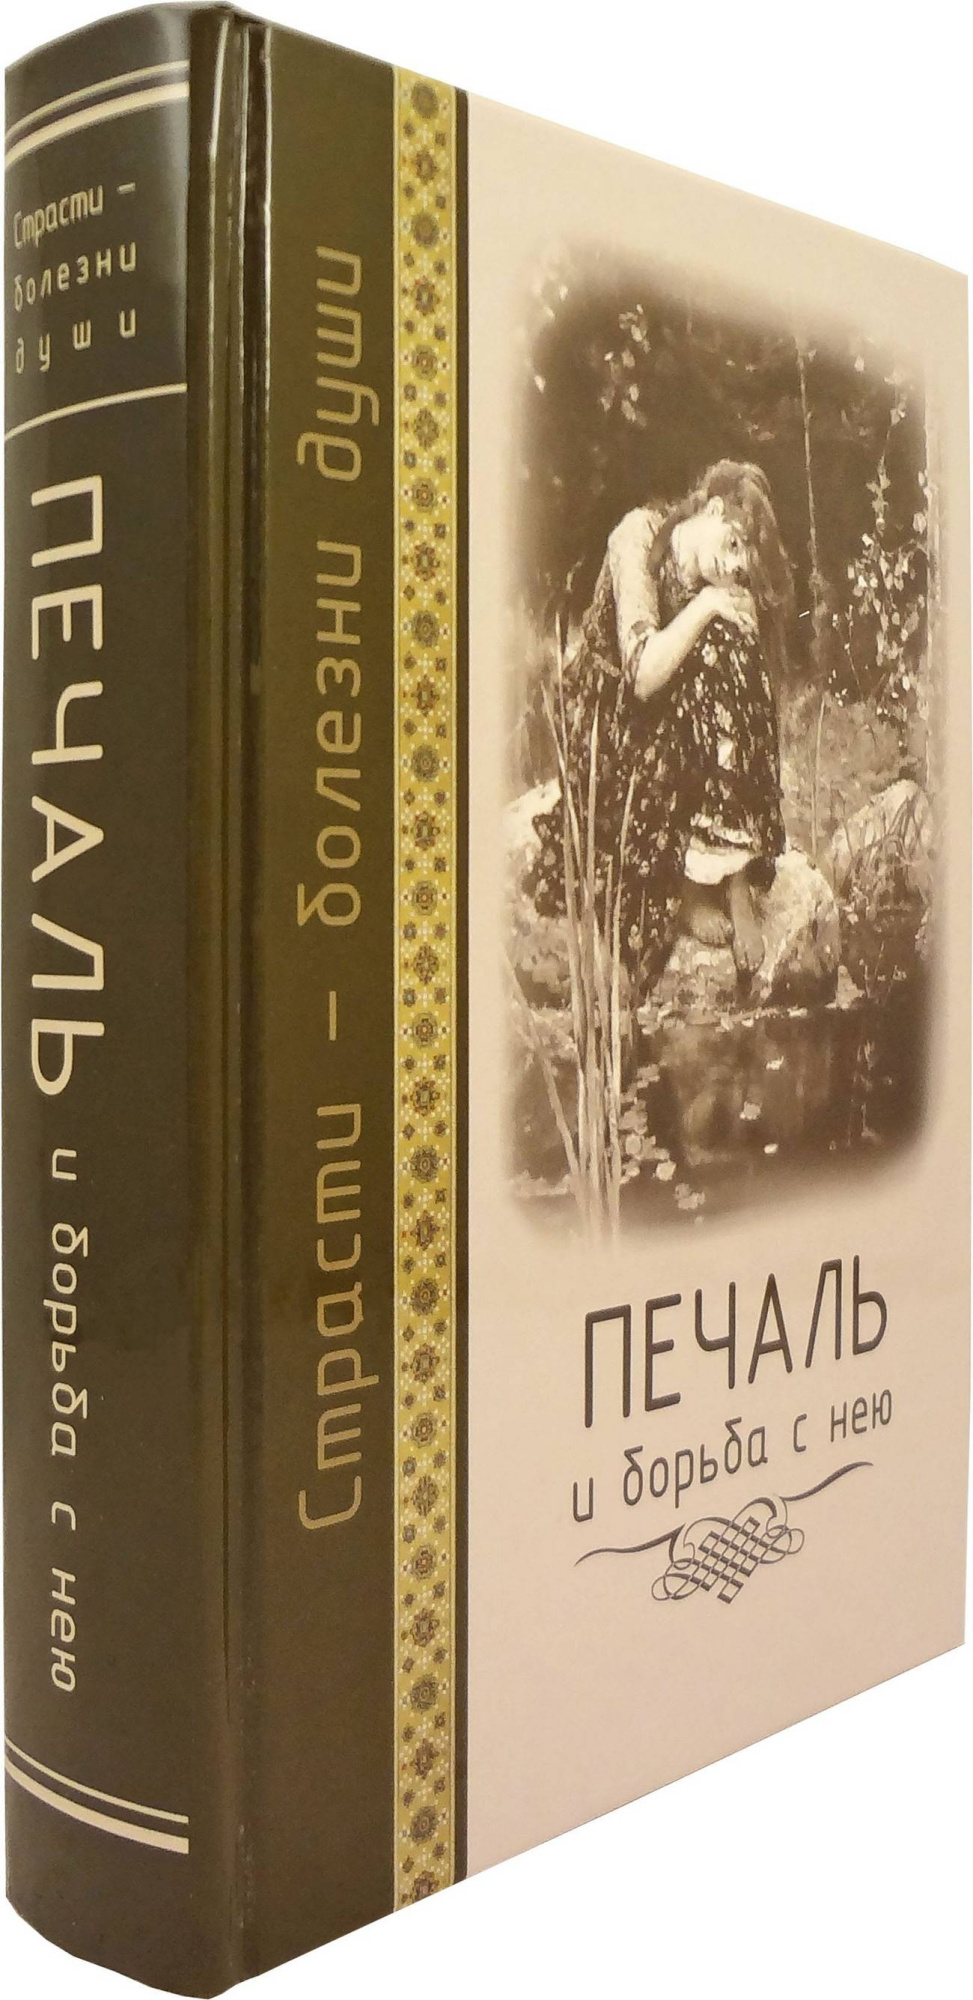 Страсти –
болезни
души
ПЕЧАЛЬ и борьба с нею
Страсти – болезни души
ПЕЧАЛЬ
и борьба с нею